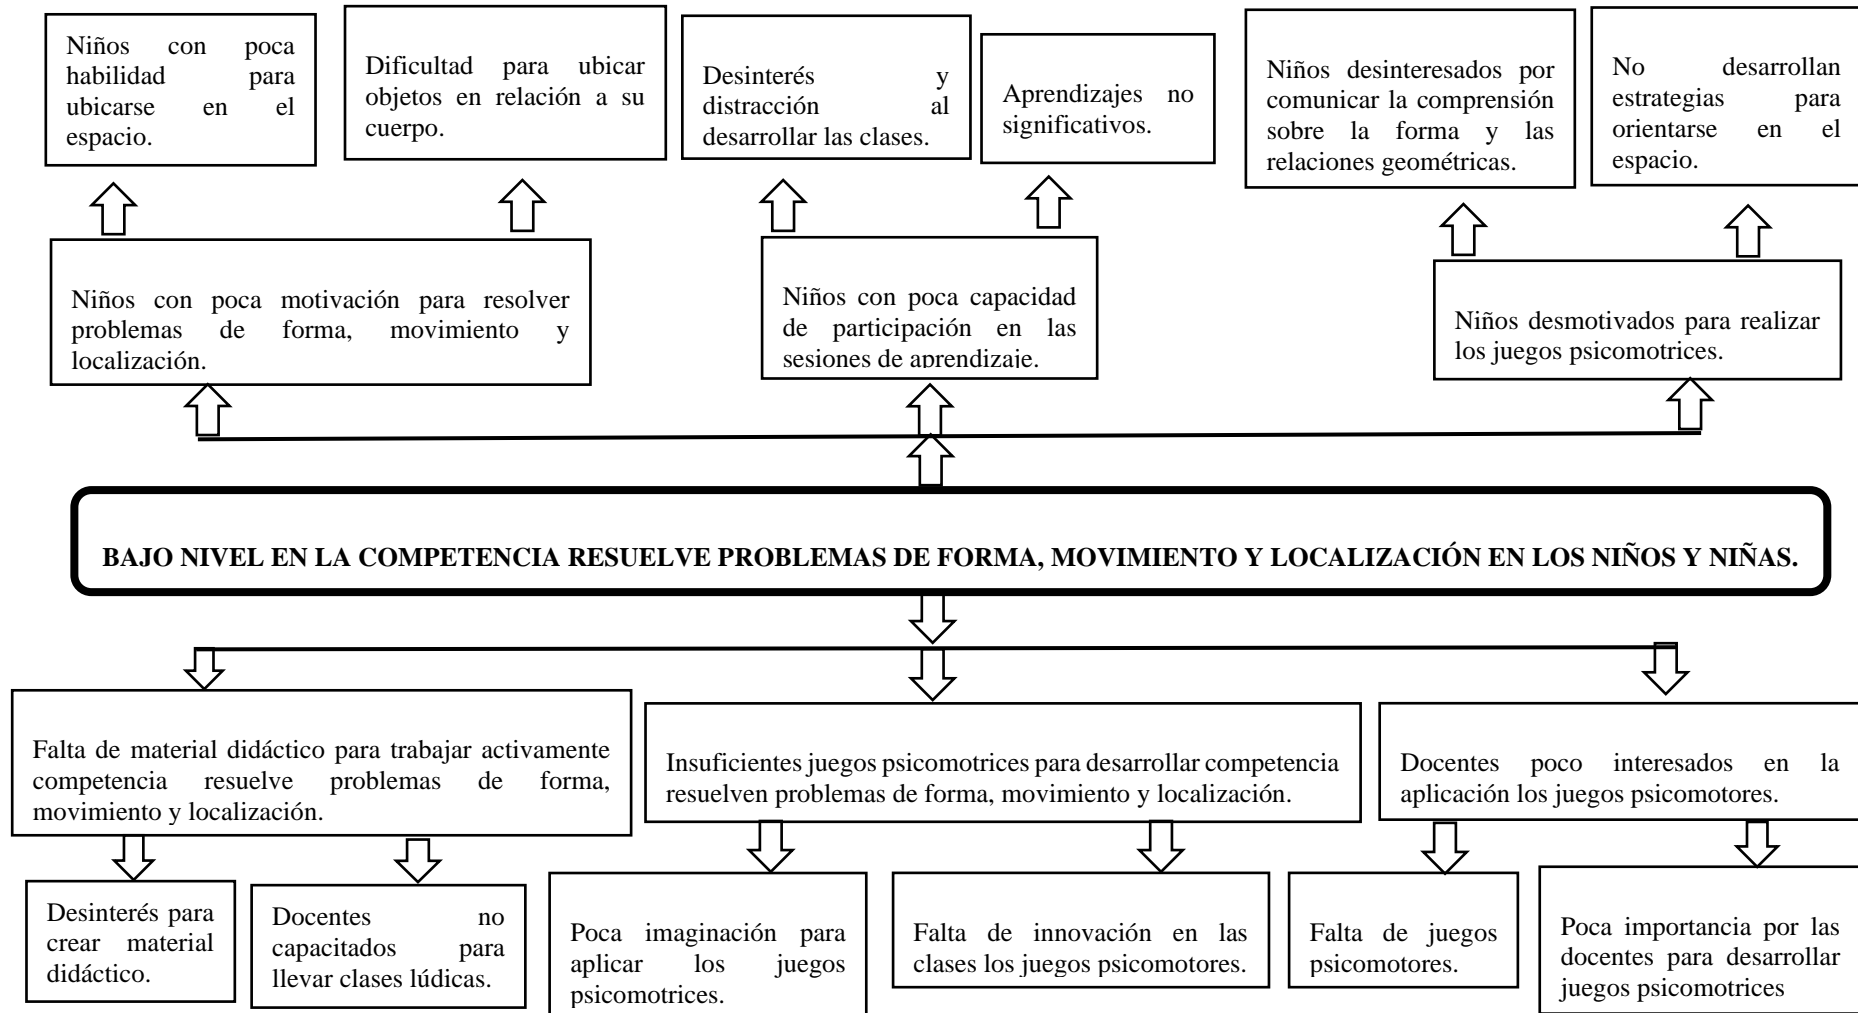 Niños con poca
habilidad para
ubicarse en el
espacio.
Dificultad para ubicar
objetos en relación a su
cuerpo.
Desinterés y
distracción al
desarrollar las clases.
Aprendizajes no
significativos.
Niños desinteresados por
comunicar la comprensión
sobre la forma y las
relaciones geométricas.
No desarrollan
estrategias para
orientarse en el
espacio.
Niños con poca motivación para resolver
problemas de forma, movimiento y
localización.
Niños con poca capacidad
de participación en las
sesiones de aprendizaje.
Niños desmotivados para realizar
los juegos psicomotrices.
BAJO NIVEL EN LA COMPETENCIA RESUELVE PROBLEMAS DE FORMA, MOVIMIENTO Y LOCALIZACIÓN EN LOS NIÑOS Y NIÑAS.
Falta de material didáctico para trabajar activamente
competencia resuelve problemas de forma,
movimiento y localización.
Insuficientes juegos psicomotrices para desarrollar competencia
resuelven problemas de forma, movimiento y localización.
Docentes poco interesados en la
aplicación los juegos psicomotores.
Desinterés para
crear material
didáctico.
Docentes no
capacitados para
llevar clases lúdicas.
Poca imaginación para
aplicar los juegos
psicomotrices.
Falta de innovación en las
clases los juegos psicomotores.
Falta de juegos
psicomotores.
Poca importancia por las
docentes para desarrollar
juegos psicomotrices